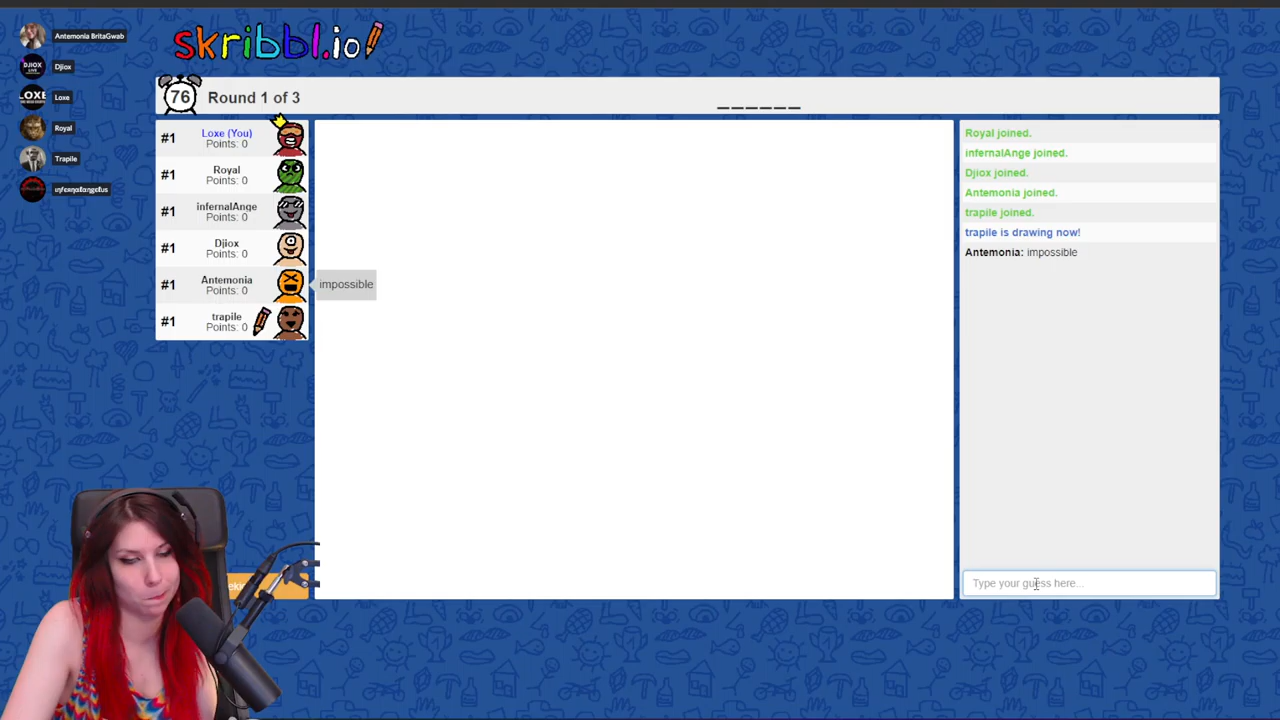 Antemonia BritaGwab
Djiox
Loxe
Royal
Trapile
skribbl.io
76
Round 1 of 3
______
#1
Loxe (You)
Points: 0
#1
Royal
Points: 0
#1
infernalAnge
Points: 0
#1
Djiox
Points: 0
#1
Antemonia
Points: 0
impossible
#1
trapile
Points: 0
Royal joined.
infernalAnge joined.
Djiox joined.
Antemonia joined.
trapile joined.
trapile is drawing now!
Antemonia: impossible
Type your guess here...
DJIOX
LOXE